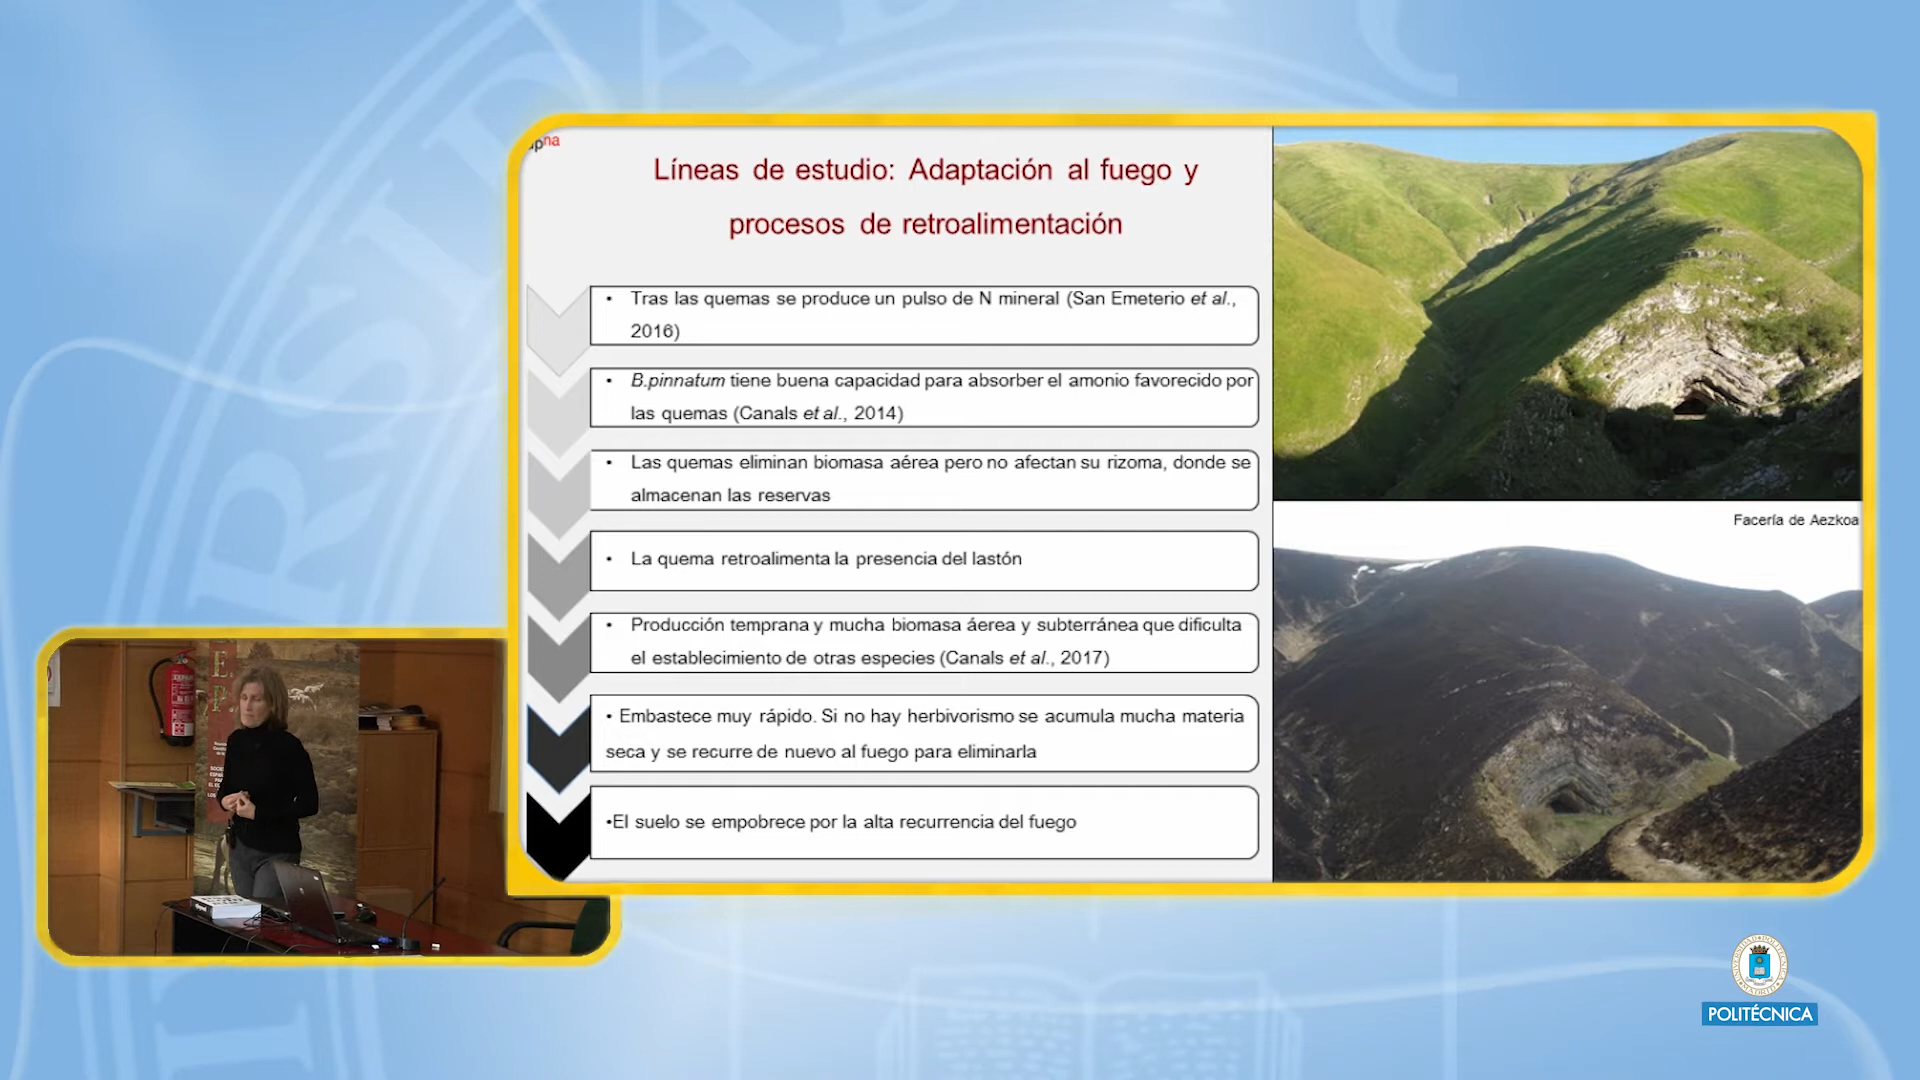 upna
Líneas de estudio: Adaptación al fuego y
procesos de retroalimentación
• Tras las quemas se produce un pulso de N mineral (San Emeterio et al.,
2016)
• B.pinnatum tiene buena capacidad para absorber el amonio favorecido por
las quemas (Canals et al., 2014)
• Las quemas eliminan biomasa aérea pero no afectan su rizoma, donde se
almacenan las reservas
• La quema retroalimenta la presencia del lastón
• Producción temprana y mucha biomasa áerea y subterránea que dificulta
el establecimiento de otras especies (Canals et al., 2017)
• Embastece muy rápido. Si no hay herbivorismo se acumula mucha materia
seca y se recurre de nuevo al fuego para eliminarla
•El suelo se empobrece por la alta recurrencia del fuego
Facería de Aezkoa
POLITÉCNICA